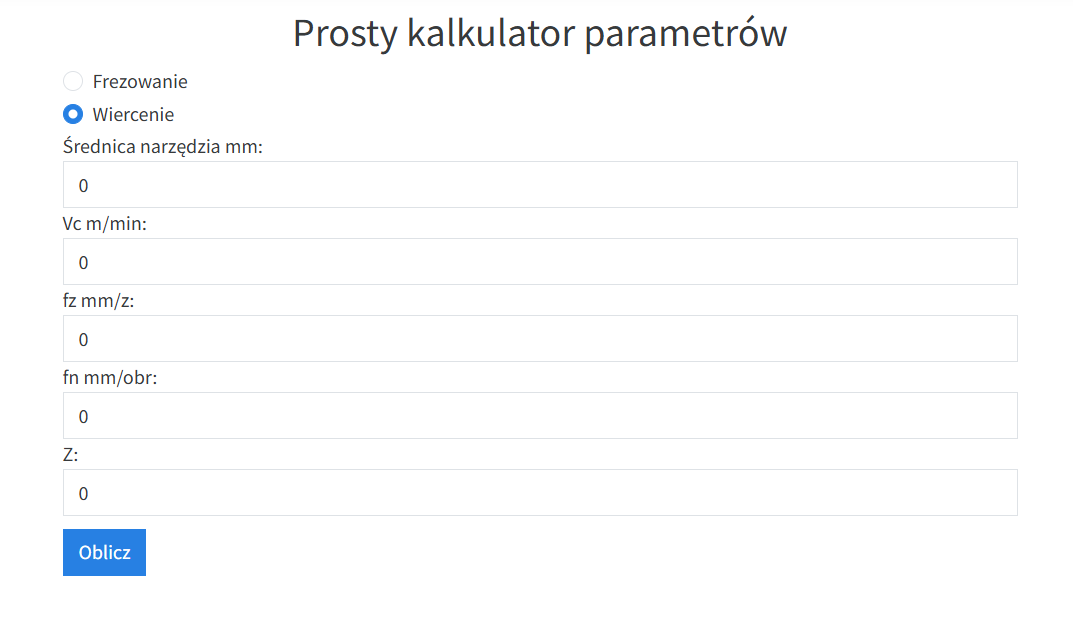 Prosty kalkulator parametrów
Frezowanie
Wiercenie
Średnica narzędzia mm:
0
Vc m/min:
0
fz mm/z:
0
fn mm/obr:
0
Z:
0
Oblicz